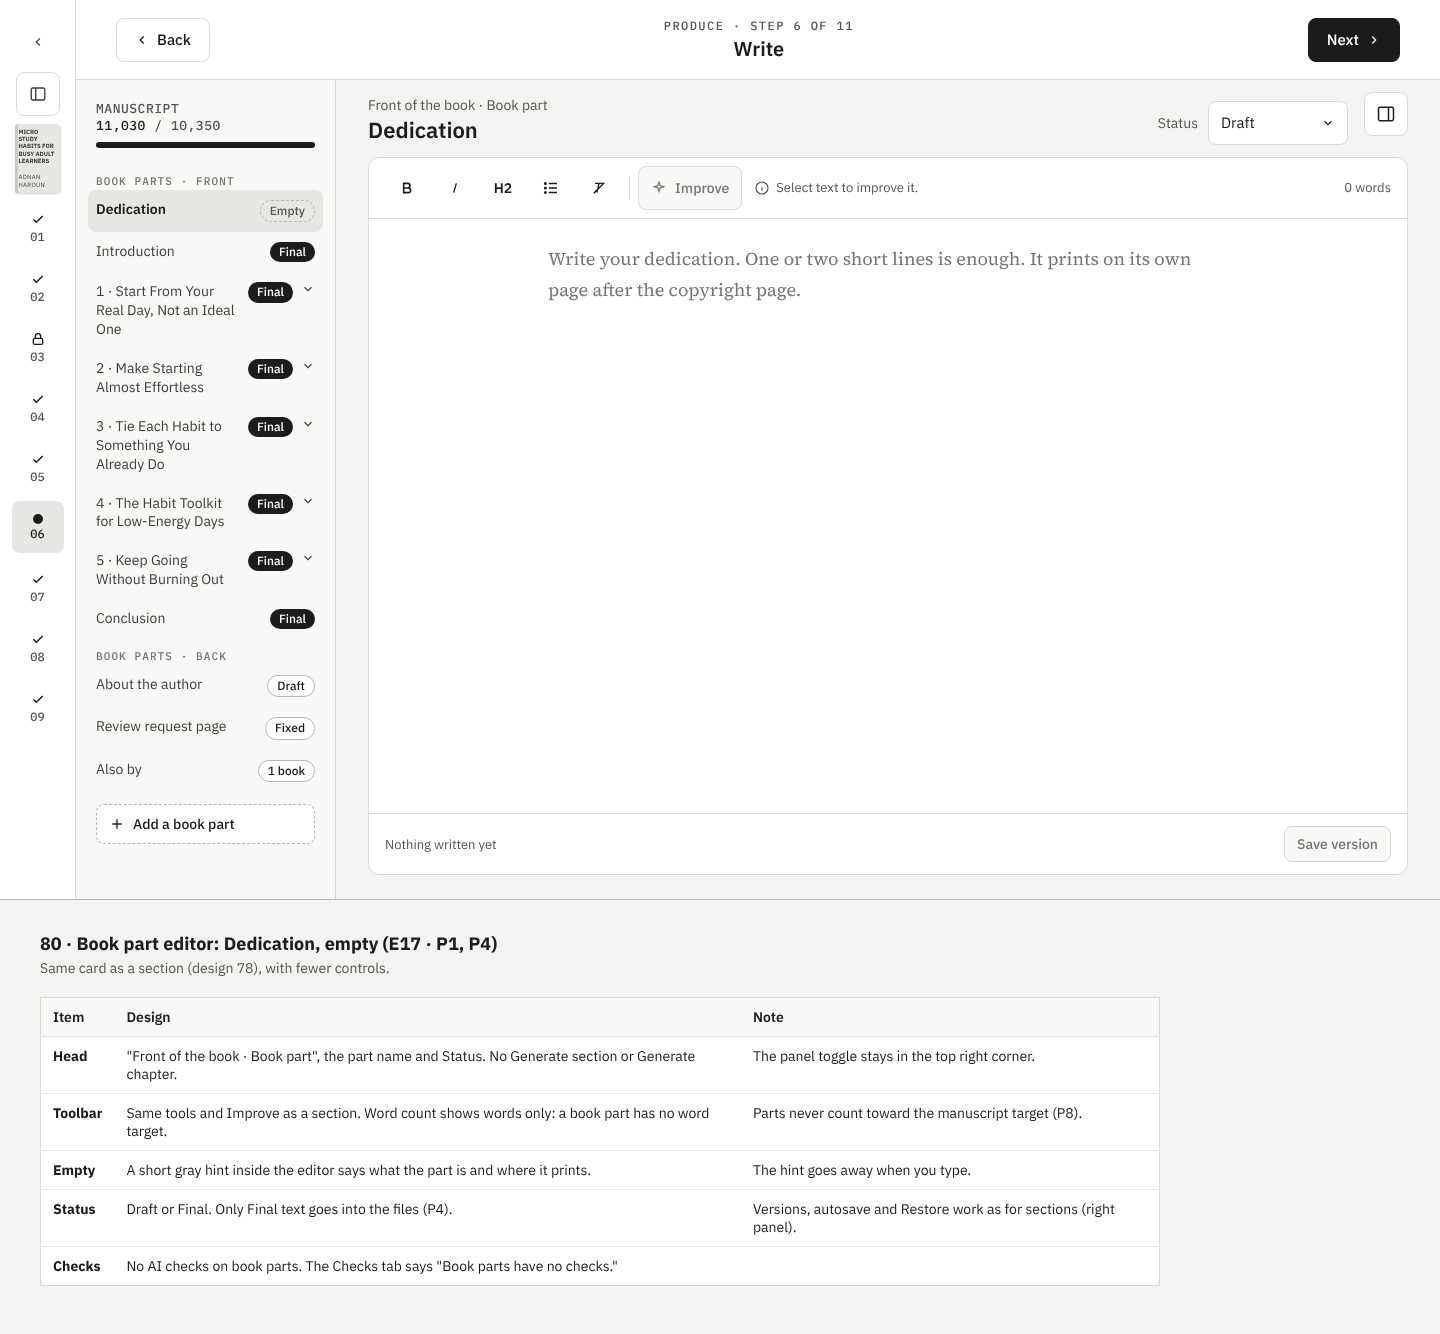 Back
PRODUCE · STEP 6 OF 11
Write
Next
MICRO
STUDY
HABITS FOR
BUSY ADULT
LEARNERS
ADNAN
HAROUN
01
02
03
04
05
06
07
08
09
MANUSCRIPT
11,030 / 10,350
BOOK PARTS · FRONT
Dedication Empty
Introduction Final
1 · Start From Your Final
Real Day, Not an Ideal
One
2 · Make Starting Final
Almost Effortless
3 · Tie Each Habit to Final
Something You
Already Do
4 · The Habit Toolkit Final
for Low-Energy Days
5 · Keep Going Final
Without Burning Out
Conclusion Final
BOOK PARTS · BACK
About the author Draft
Review request page Fixed
Also by 1 book
Add a book part
Front of the book · Book part
Dedication
Status Draft
B I H2 Improve Select text to improve it. 0 words
Write your dedication. One or two short lines is enough. It prints on its own
page after the copyright page.
Nothing written yet Save version
80 · Book part editor: Dedication, empty (E17 · P1, P4)
Same card as a section (design 78), with fewer controls.
Item Design Note
Head "Front of the book · Book part", the part name and Status. No Generate section or Generate The panel toggle stays in the top right corner.
chapter.
Toolbar Same tools and Improve as a section. Word count shows words only: a book part has no word Parts never count toward the manuscript target (P8).
target.
Empty A short gray hint inside the editor says what the part is and where it prints. The hint goes away when you type.
Status Draft or Final. Only Final text goes into the files (P4). Versions, autosave and Restore work as for sections (right
panel).
Checks No AI checks on book parts. The Checks tab says "Book parts have no checks."